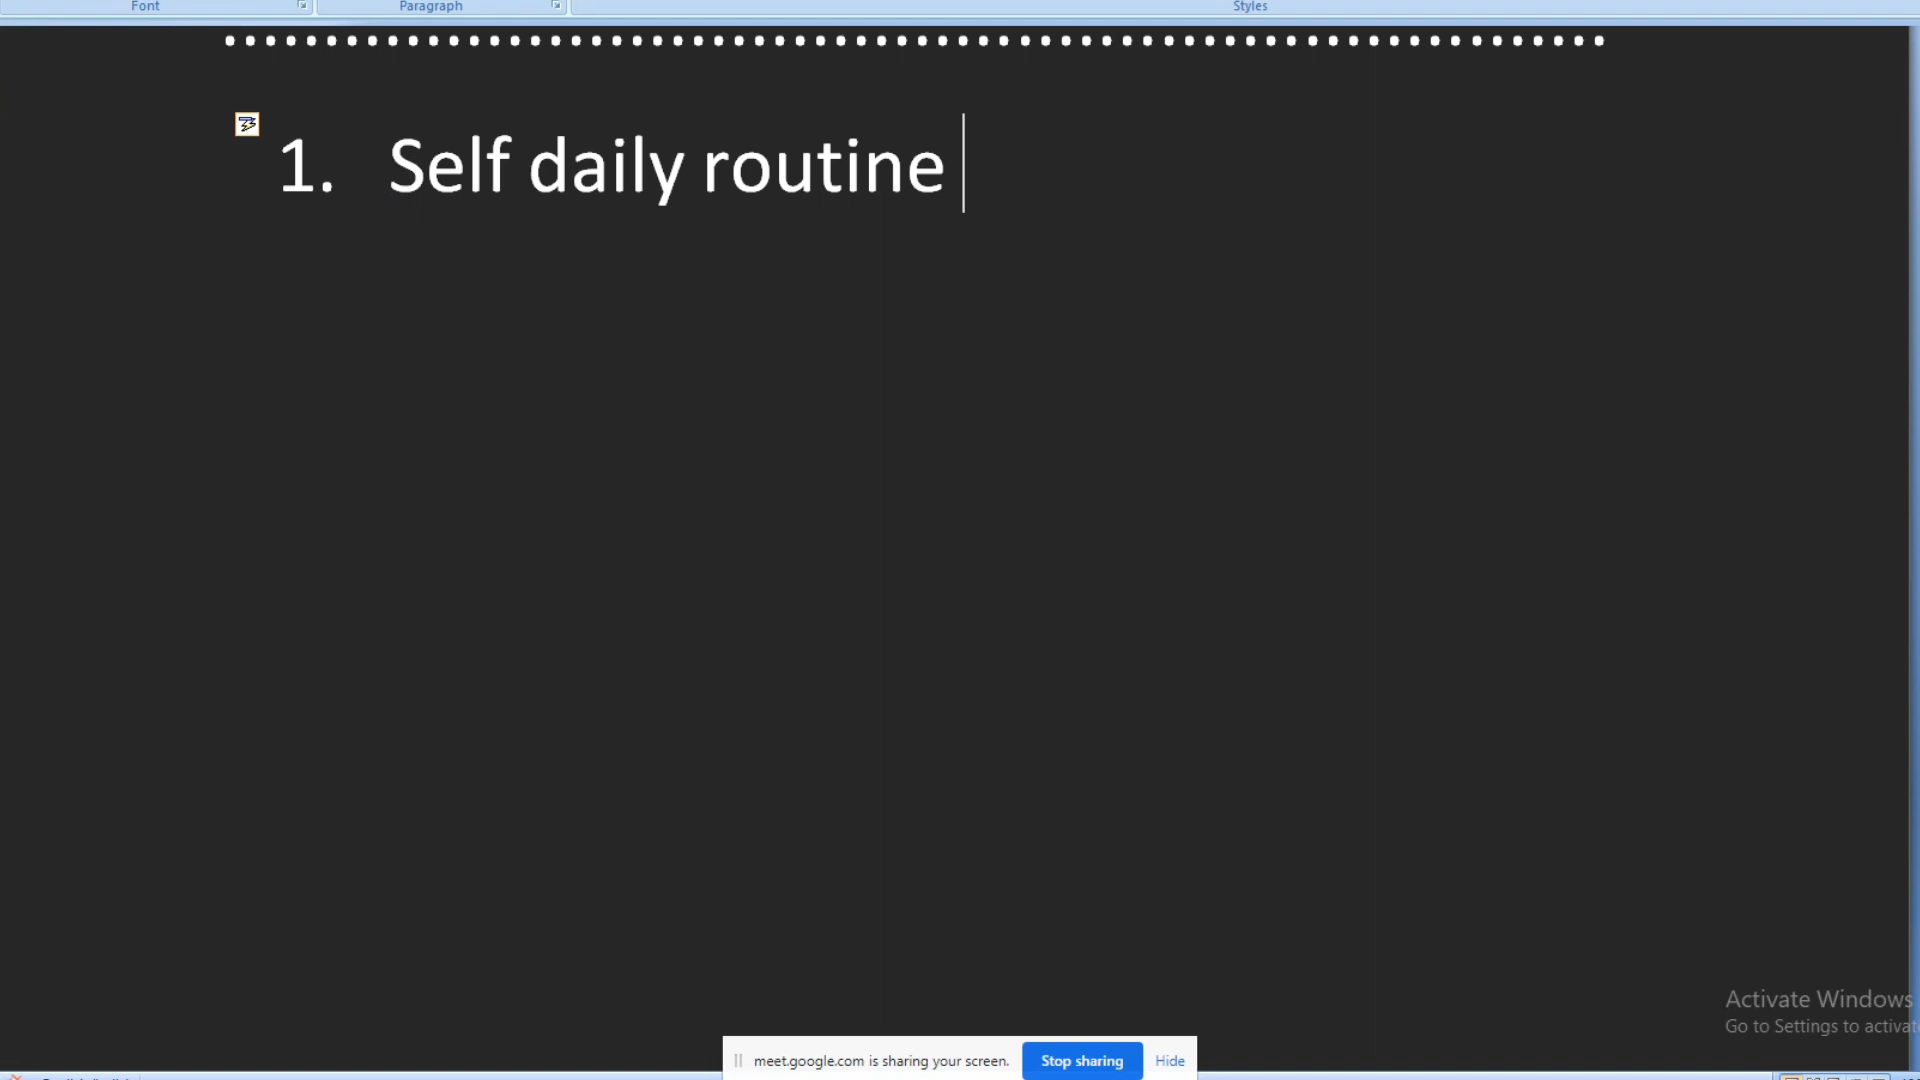 Font Paragraph Styles
1. Self daily routine
Activate Windows
Go to Settings to activat
meet.google.com is sharing your screen. Stop sharing Hide